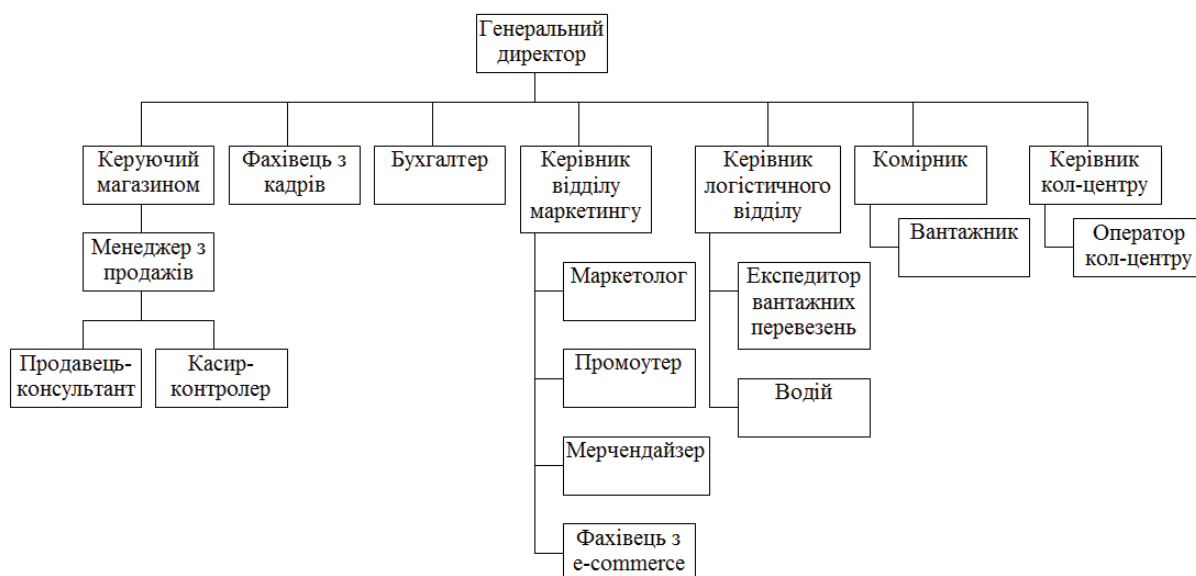 Генеральний
директор
Керуючий
магазином
Фахівець з
кадрів
Бухгалтер
Керівник
відділу
маркетингу
Керівник
логістичного
відділу
Комірник
Керівник
кол-центру
Менеджер з
продажів
Вантажник
Оператор
кол-центру
Маркетолог
Експедитор
вантажних
перевезень
Продавець-
консультант
Касир-
контролер
Промоутер
Водій
Мерчендайзер
Фахівець з
e-commerce